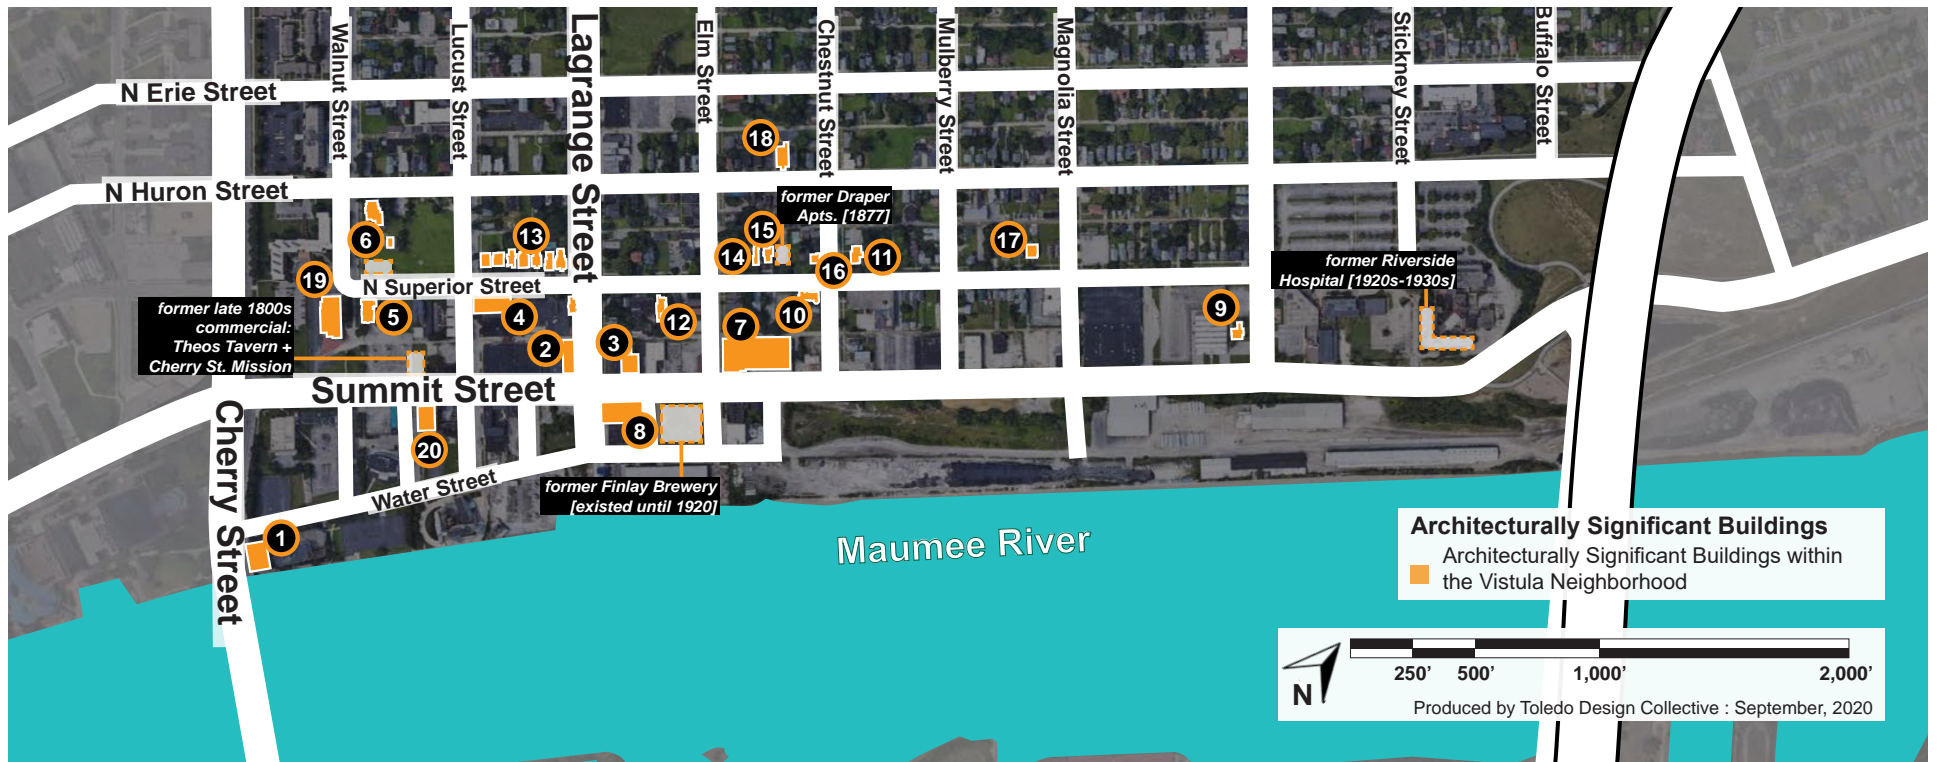 Walnut Street
Lucust Street
Lagrange Street
Elm Street
Chestnut Street
Mulberry Street
Magnolia Street
Stickney Street
Buffalo Street
N Erie Street
18
N Huron Street
former Draper
Apts. [1877]
6
13
15
14
16
11
17
former Riverside
Hospital [1920s-1930s]
19
N Superior Street
former late 1800s
commercial:
Theos Tavern +
Cherry St. Mission
5
4
2
3
12
7
10
9
Summit Street
Cherry Street
8
20
Water Street
former Finlay Brewery
[existed until 1920]
1
Maumee River
Architecturally Significant Buildings
Architecturally Significant Buildings within
the Vistula Neighborhood
N
250’ 500’ 1,000’ 2,000’
Produced by Toledo Design Collective : September, 2020